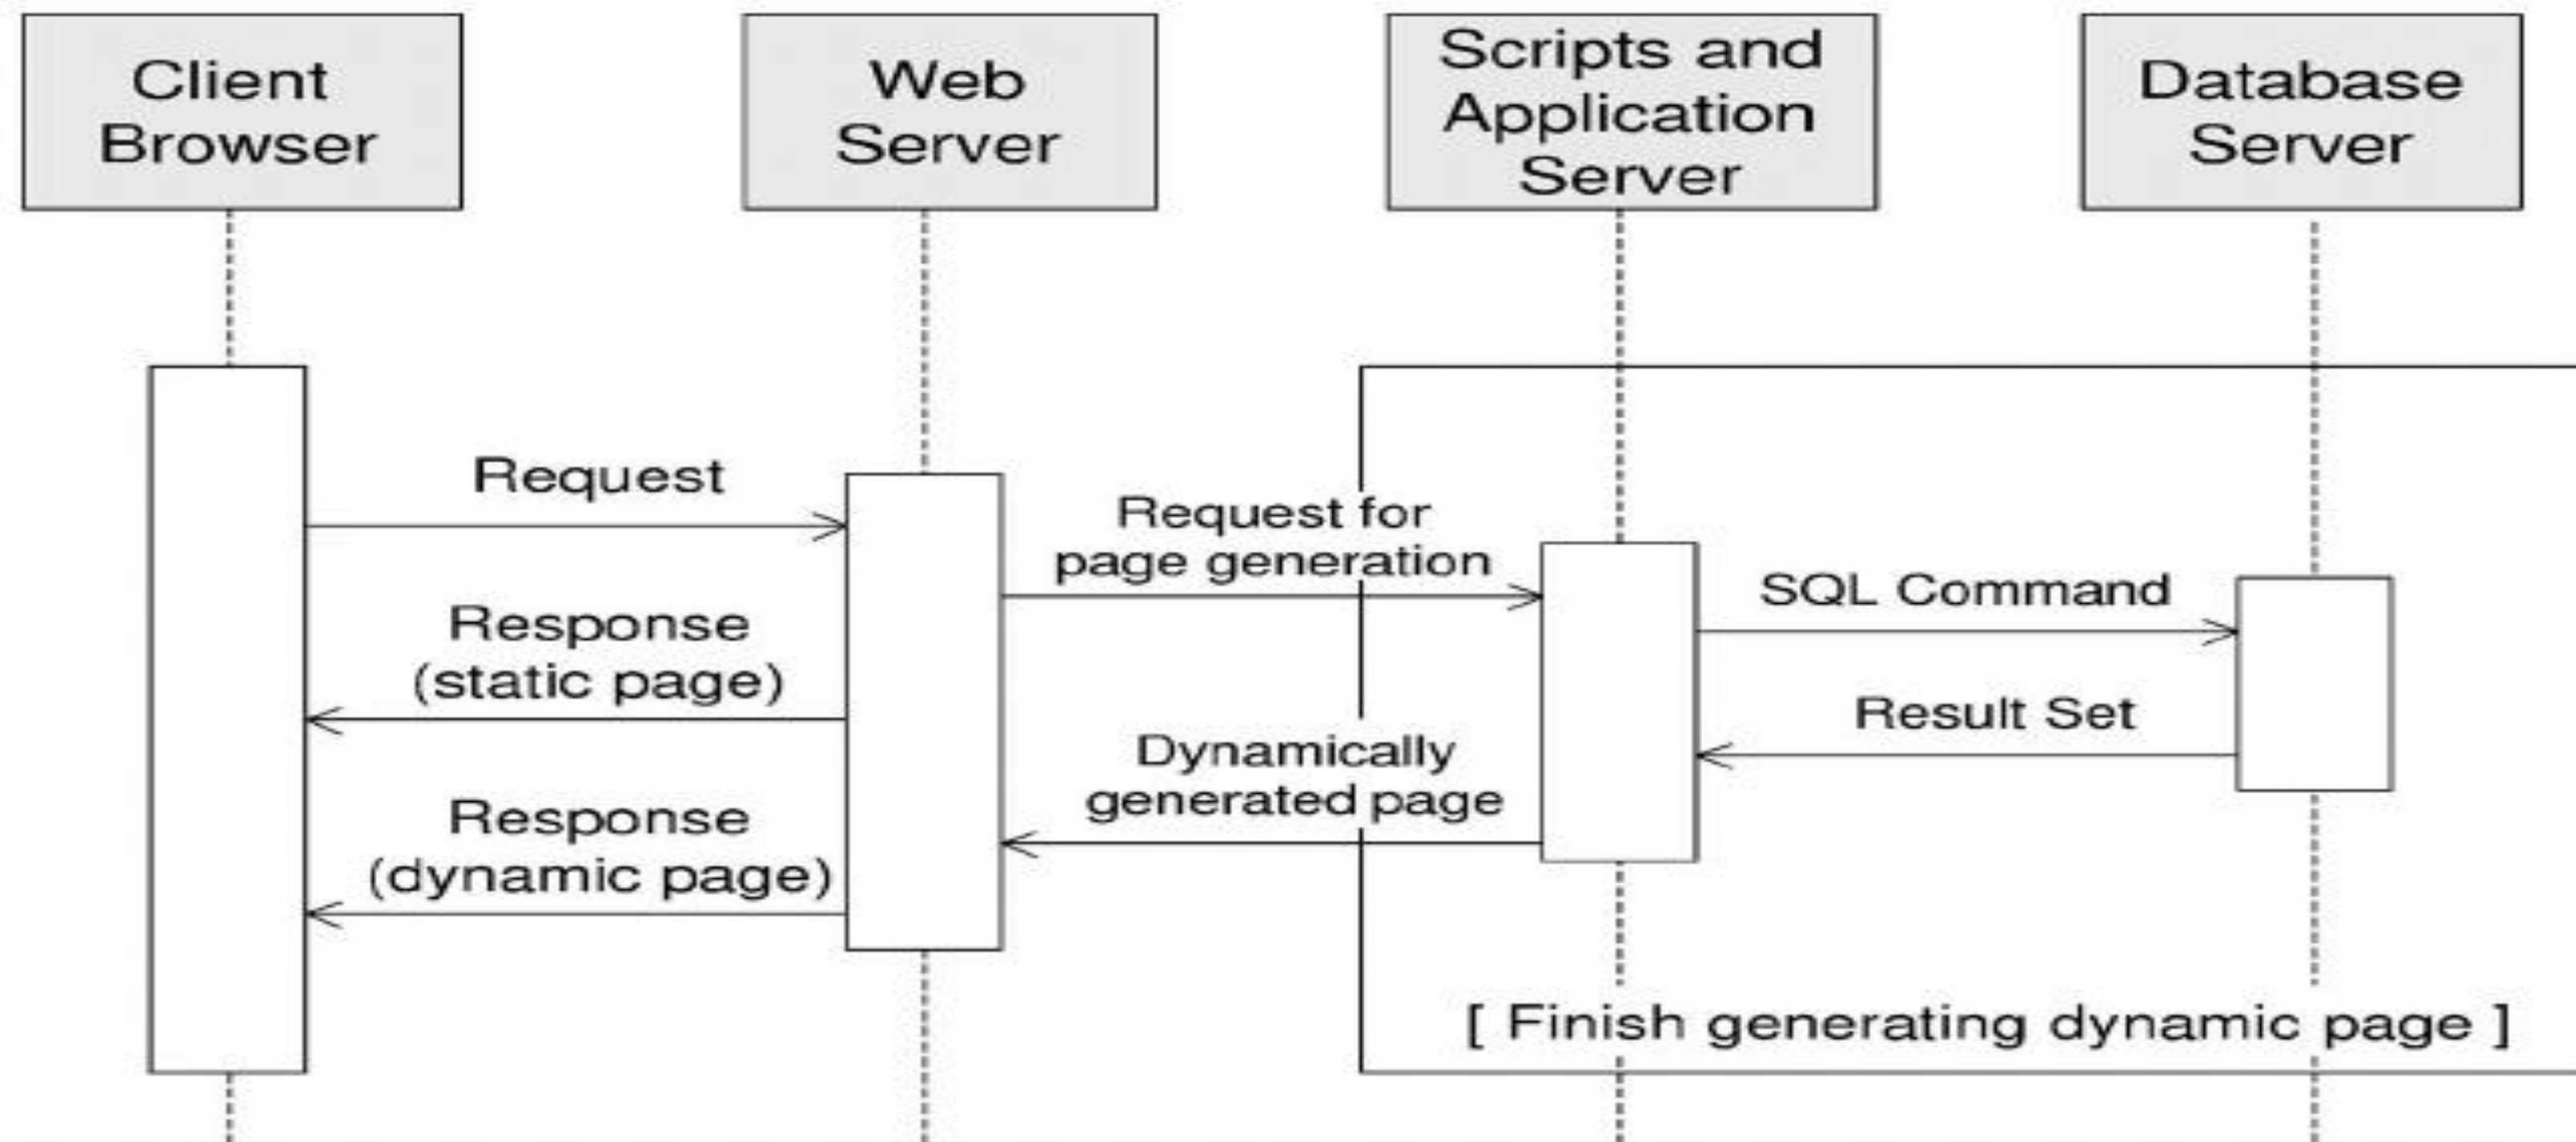 Client
Browser
Web
Server
Scripts and
Application
Server
Database
Server
Request
Request for
page generation
SQL Command
Response
(static page)
Result Set
Dynamically
generated page
Response
(dynamic page)
[ Finish generating dynamic page ]